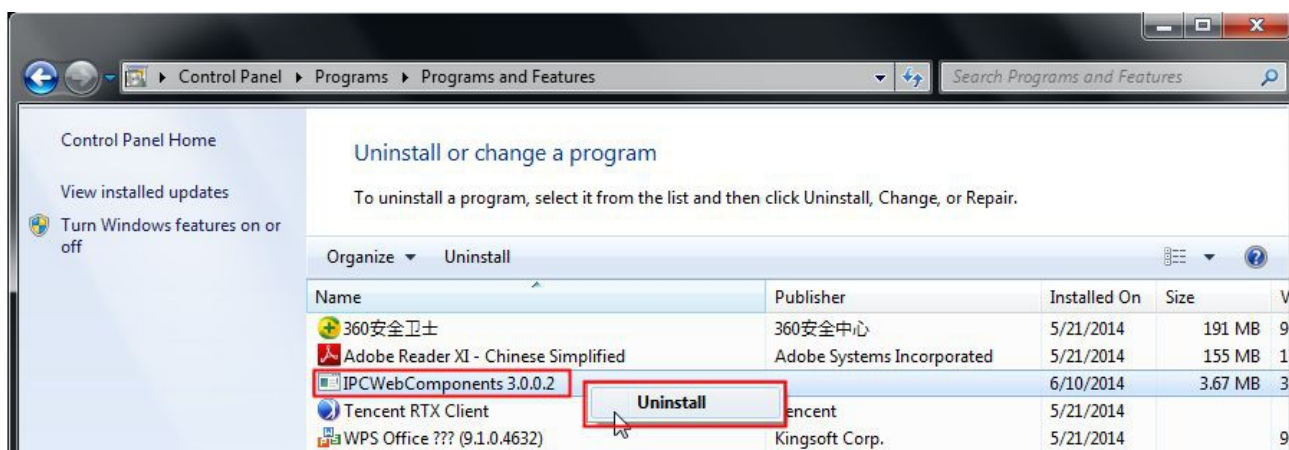 Control Panel ▸ Programs ▸ Programs and Features
Search Programs and Features
Control Panel Home
View installed updates
Turn Windows features on or
off
Uninstall or change a program
To uninstall a program, select it from the list and then click Uninstall, Change, or Repair.
Organize Uninstall
Name Publisher Installed On Size V
360安全卫士 360安全中心 5/21/2014 191 MB 9
Adobe Reader XI - Chinese Simplified Adobe Systems Incorporated 5/21/2014 155 MB 1
IPCWebComponents 3.0.0.2 6/10/2014 3.67 MB 3
Uninstall
Tencent RTX Client encent 5/21/2014
WPS Office ??? (9.1.0.4632) Kingsoft Corp. 5/21/2014 9